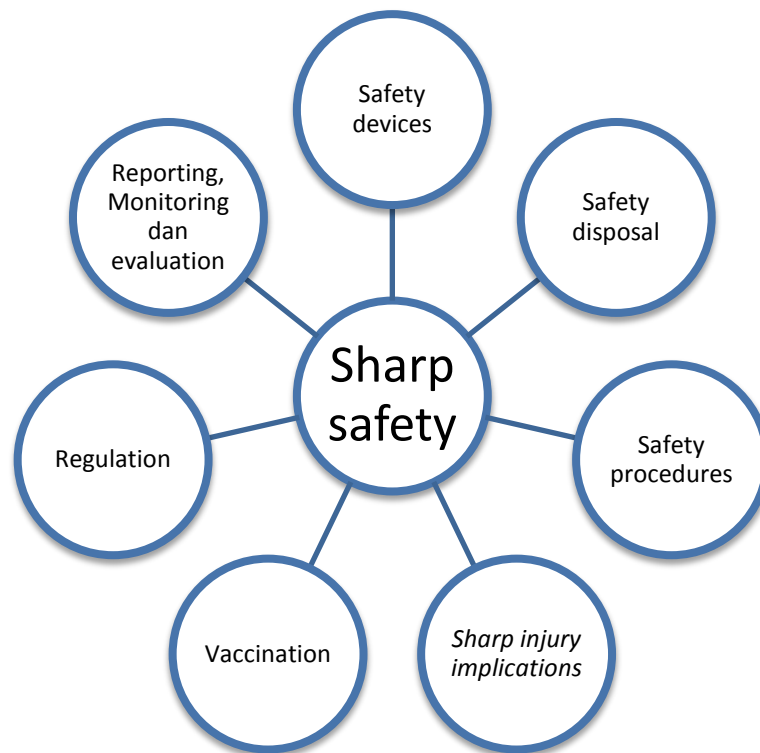 Safety
devices
Reporting,
Monitoring
dan
evaluation
Safety
disposal
Sharp
safety
Regulation
Safety
procedures
Vaccination
Sharp injury
implications